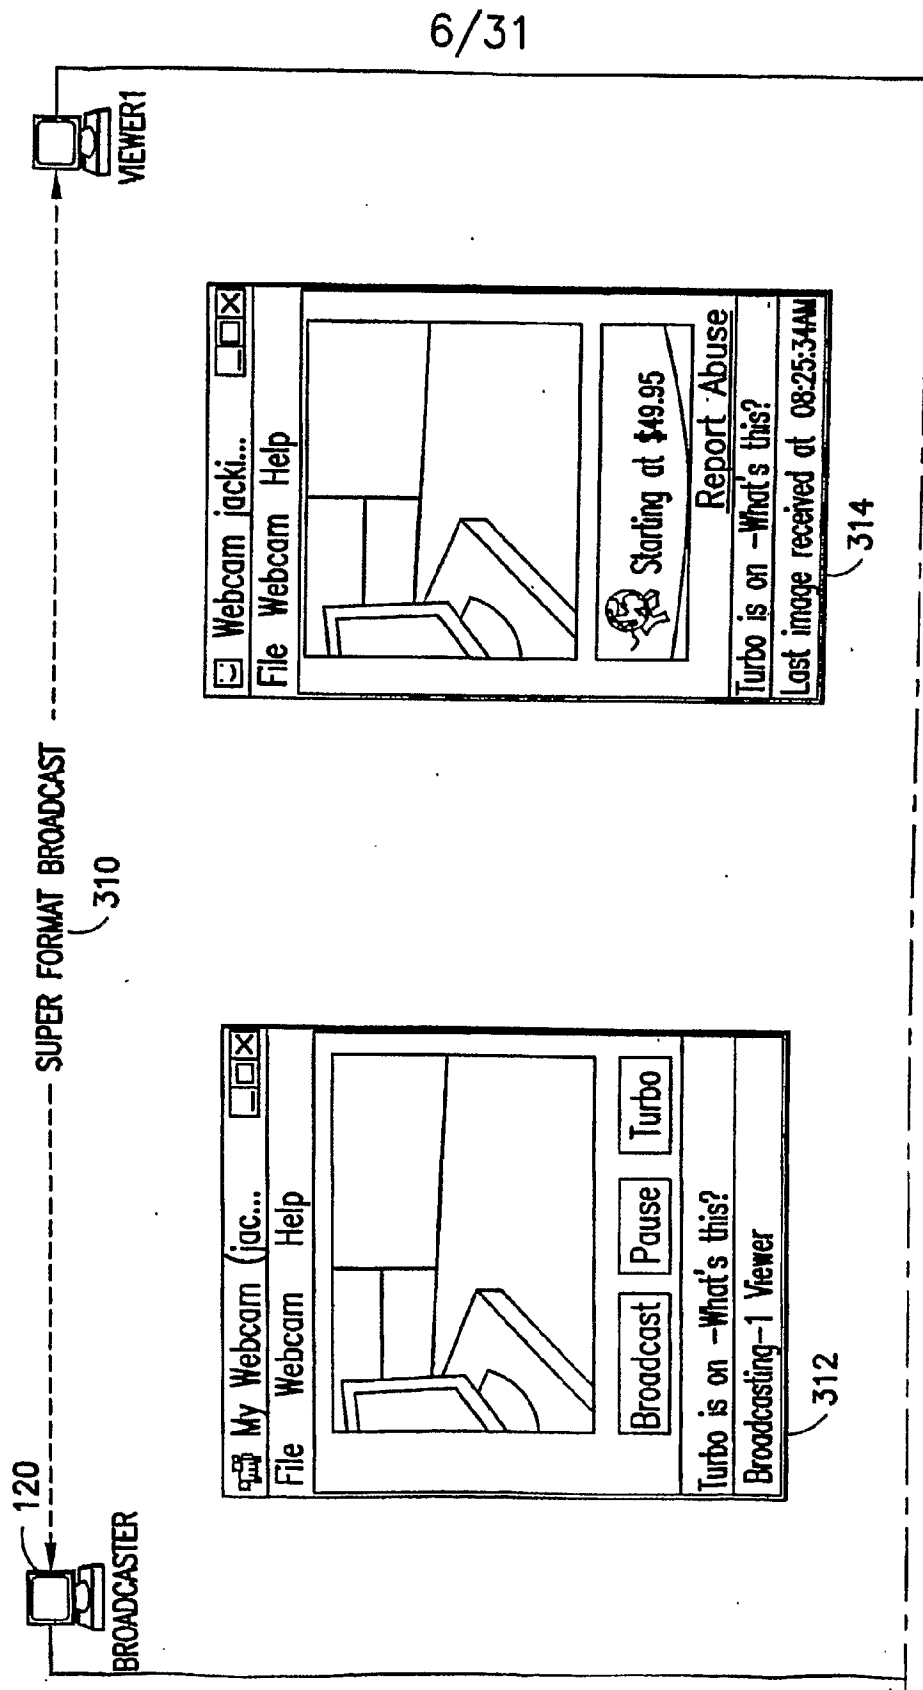 6/31
120
BROADCASTER
SUPER FORMAT BROADCAST
310
VIEWER1
My Webcam (jac...
File Webcam Help
Broadcast Pause Turbo
Turbo is on -What's this?
Broadcasting-1 Viewer
312
Webcam jacki...
File Webcam Help
Starting at $49.95
Report Abuse
Turbo is on -What's this?
Last image received at 08:25:34AM
314